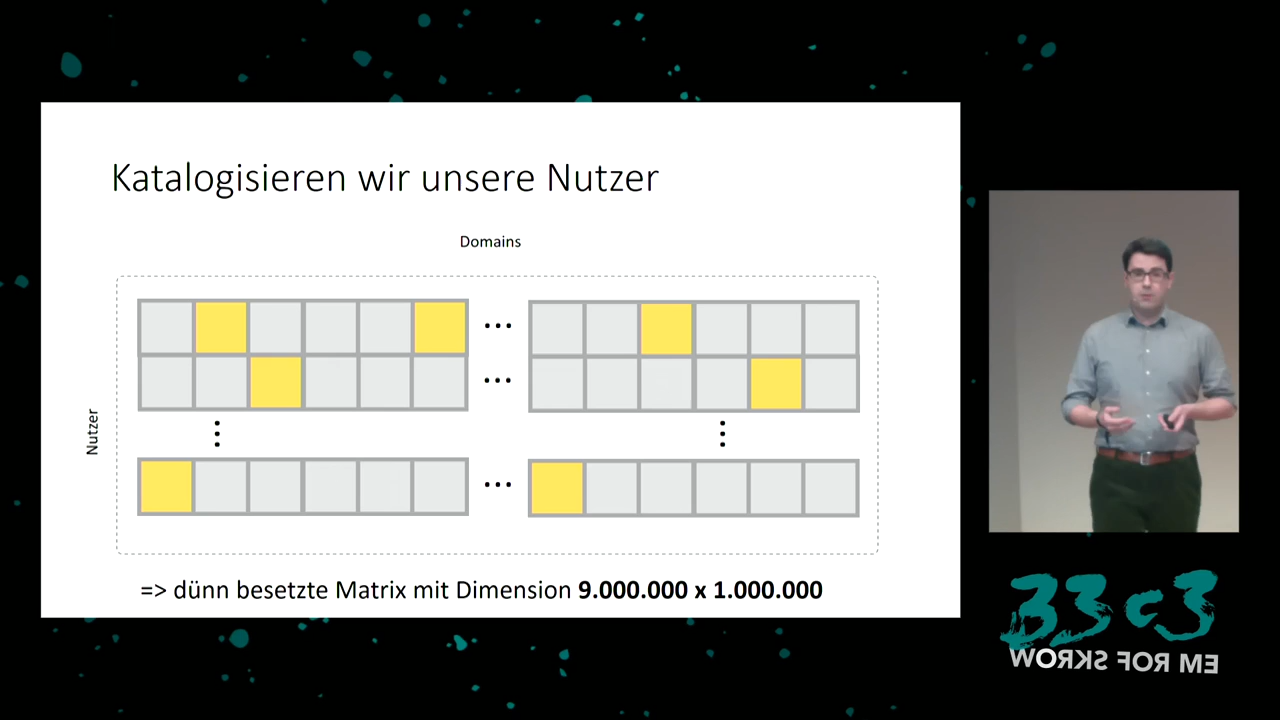 Katalogisieren wir unsere Nutzer
Domains
Nutzer
=> dünn besetzte Matrix mit Dimension 9.000.000 x 1.000.000
33c3
WORKS FOR ME